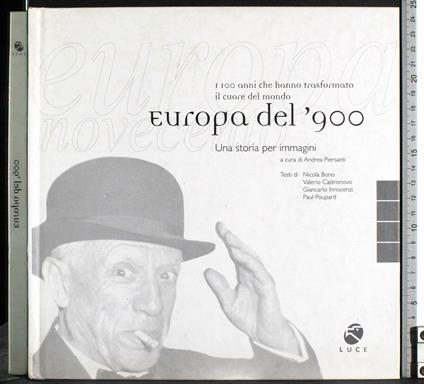 europa
novecento
I 100 anni che hanno trasformato
il cuore del mondo
Europa del '900
Una storia per immagini
a cura di Andrea Piersanti
Testi di Nicola Bono
Valerio Castronovo
Giancarlo Innocenzi
Paul Poupard
LUCE
Europa del '900